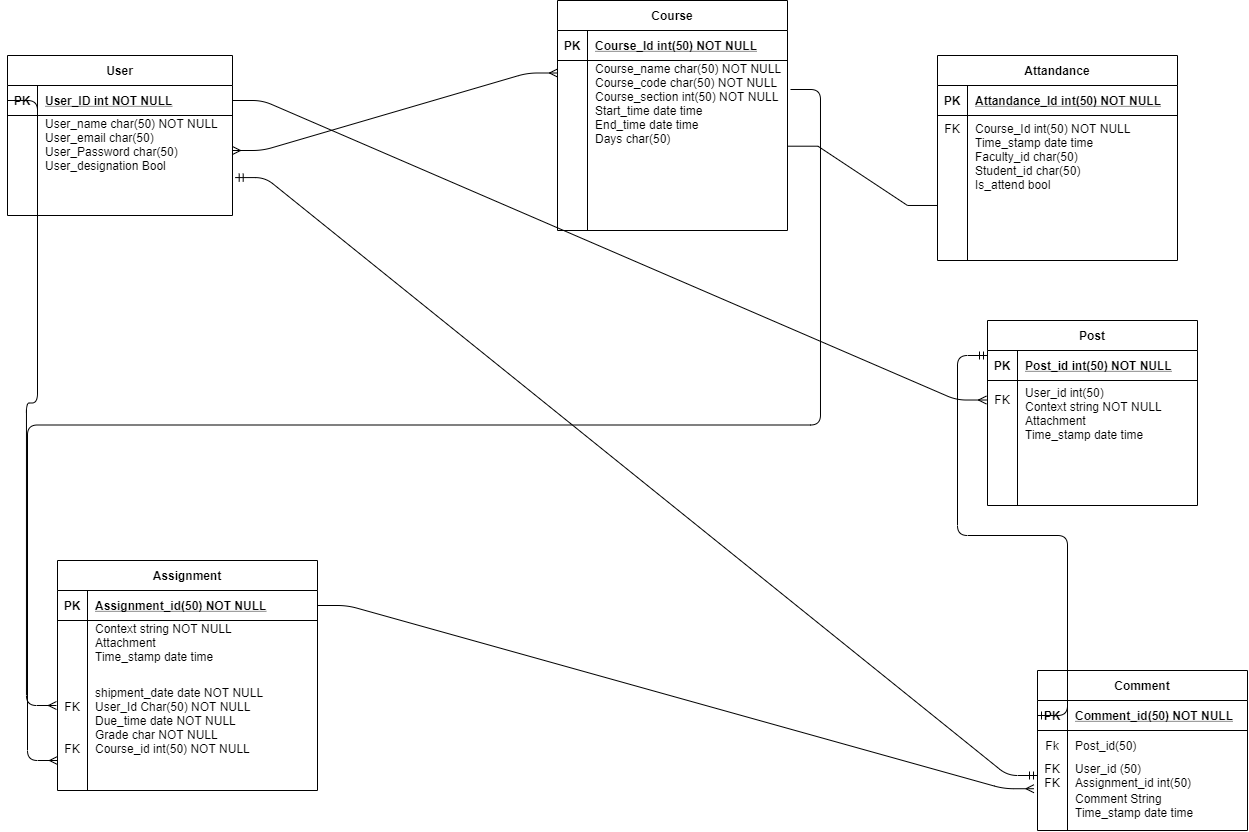 Course
PK Course_Id int(50) NOT NULL
Course_name char(50) NOT NULL
Course_code char(50) NOT NULL
Course_section int(50) NOT NULL
Start_time date time
End_time date time
Days char(50)
User
PK User_ID int NOT NULL
User_name char(50) NOT NULL
User_email char(50)
User_Password char(50)
User_designation Bool
Attandance
PK Attandance_Id int(50) NOT NULL
FK Course_Id int(50) NOT NULL
Time_stamp date time
Faculty_id char(50)
Student_id char(50)
Is_attend bool
Post
PK Post_id int(50) NOT NULL
User_id int(50)
FK Context string NOT NULL
Attachment
Time_stamp date time
Assignment
PK Assignment_id(50) NOT NULL
Context string NOT NULL
Attachment
Time_stamp date time
shipment_date date NOT NULL
FK User_Id Char(50) NOT NULL
Due_time date NOT NULL
Grade char NOT NULL
FK Course_id int(50) NOT NULL
Comment
PK Comment_id(50) NOT NULL
Fk Post_id(50)
FK User_id (50)
FK Assignment_id int(50)
Comment String
Time_stamp date time